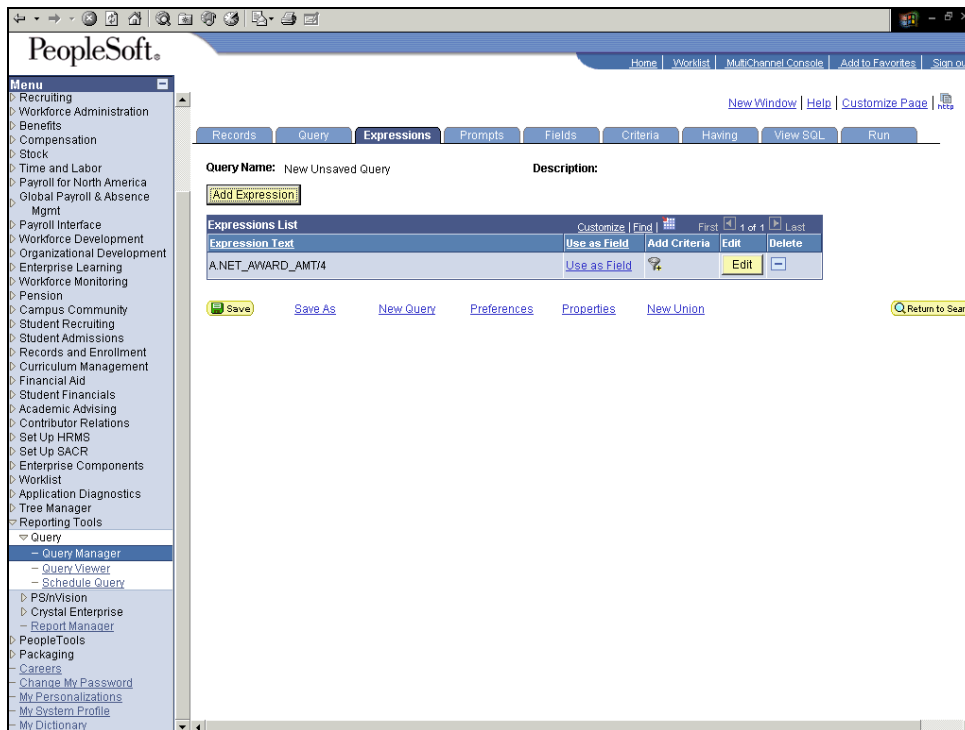 PeopleSoft.
Home | Worklist | MultiChannel Console | Add to Favorites | Sign ou
Menu
Recruiting
Workforce Administration
Benefits
Compensation
Stock
Time and Labor
Payroll for North America
Global Payroll & Absence
Mgmt
Payroll Interface
Workforce Development
Organizational Development
Enterprise Learning
Workforce Monitoring
Pension
Campus Community
Student Recruiting
Student Admissions
Records and Enrollment
Curriculum Management
Financial Aid
Student Financials
Academic Advising
Contributor Relations
Set Up HRMS
Set Up SACR
Enterprise Components
Worklist
Application Diagnostics
Tree Manager
Reporting Tools
Query
Query Manager
Query Viewer
Schedule Query
PS/nVision
Crystal Enterprise
Report Manager
PeopleTools
Packaging
Careers
Change My Password
My Personalizations
My System Profile
My Dictionary
New Window | Help | Customize Page | http
Records Query Expressions Prompts Fields Criteria Having View SQL Run
Query Name: New Unsaved Query Description:
Add Expression
Expressions List Customize | Find | First 1 of 1 Last
Expression Text Use as Field Add Criteria Edit Delete
A.NET_AWARD_AMT/4 Use as Field Edit
Save Save As New Query Preferences Properties New Union Return to Sear